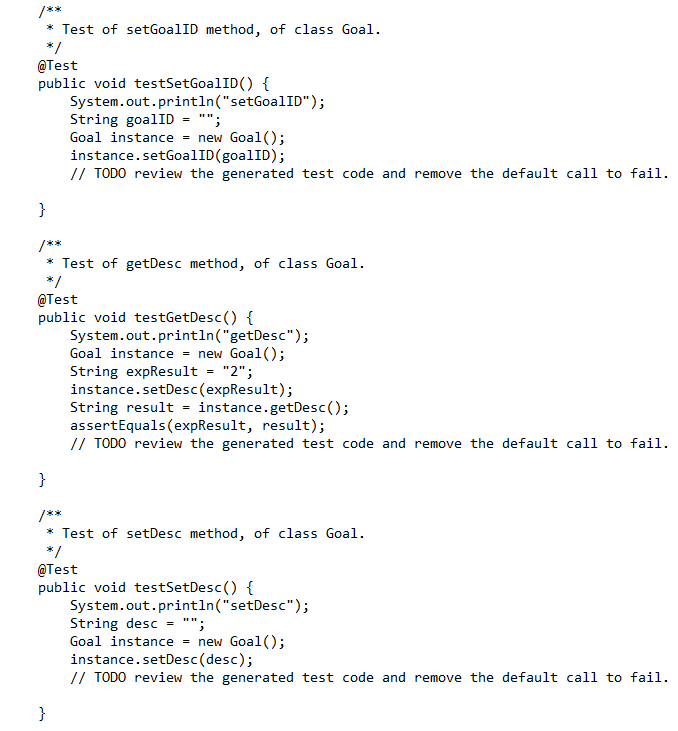 /**
 * Test of setGoalID method, of class Goal.
 */
@Test
public void testSetGoalID() {
    System.out.println("setGoalID");
    String goalID = "";
    Goal instance = new Goal();
    instance.setGoalID(goalID);
    // TODO review the generated test code and remove the default call to fail.

}

/**
 * Test of getDesc method, of class Goal.
 */
@Test
public void testGetDesc() {
    System.out.println("getDesc");
    Goal instance = new Goal();
    String expResult = "2";
    instance.setDesc(expResult);
    String result = instance.getDesc();
    assertEquals(expResult, result);
    // TODO review the generated test code and remove the default call to fail.

}

/**
 * Test of setDesc method, of class Goal.
 */
@Test
public void testSetDesc() {
    System.out.println("setDesc");
    String desc = "";
    Goal instance = new Goal();
    instance.setDesc(desc);
    // TODO review the generated test code and remove the default call to fail.

}